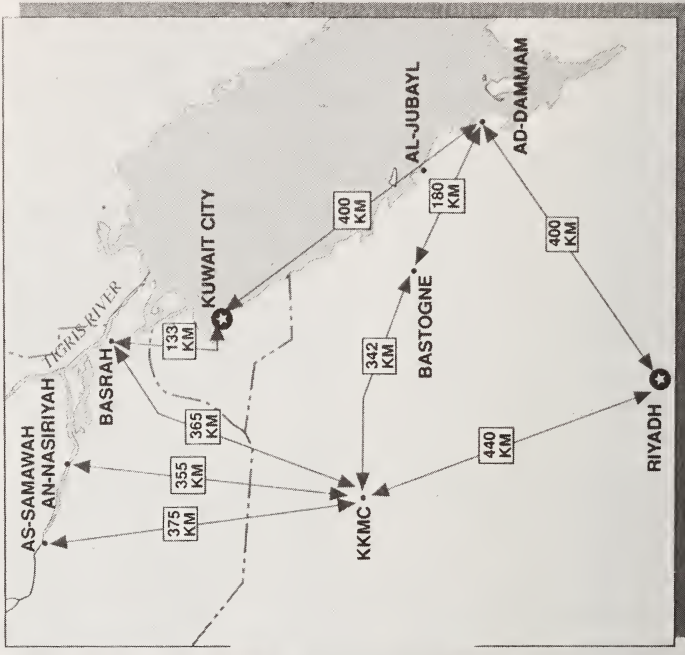 AS-SAMAWAH
AN-NASIRIYAH
TIGRIS RIVER
BASRAH
133
KM
KUWAIT CITY
375
KM
355
KM
365
KM
400
KM
AL-JUBAYL
180
KM
AD-DAMMAM
KKMC
342
KM
BASTOGNE
440
KM
400
KM
RIYADH